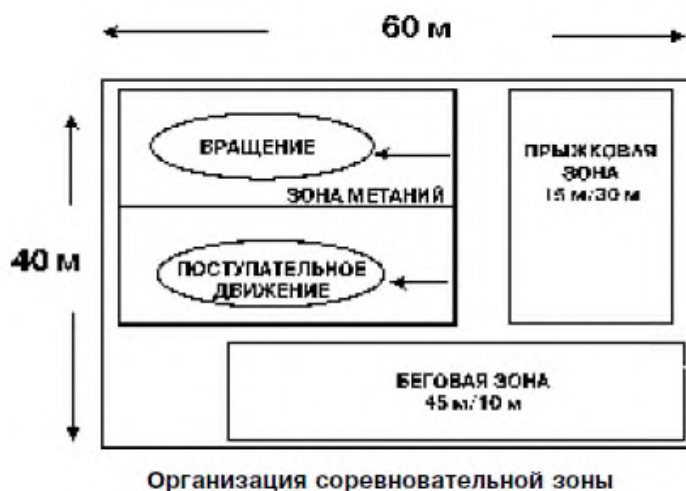 60 м
40 м
ВРАЩЕНИЕ
ЗОНА МЕТАНИЙ
ПОСТУПАТЕЛЬНОЕ
ДВИЖЕНИЕ
ПРЫЖКОВАЯ
ЗОНА
15 м/30 м
БЕГОВАЯ ЗОНА
45 м/10 м
Организация соревновательной зоны